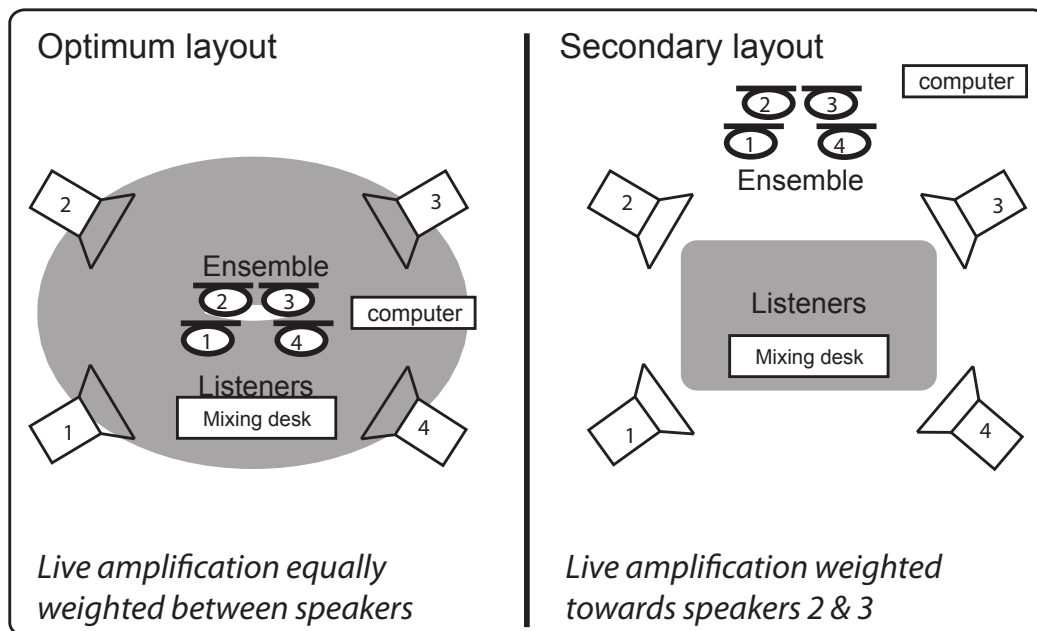 Optimum layout
2
3
Ensemble
2 3
computer
1 4
Listeners
Mixing desk
1
4
Live amplification equally
weighted between speakers
Secondary layout
computer
2 3
1 4
Ensemble
2
3
Listeners
Mixing desk
1
4
Live amplification weighted
towards speakers 2 & 3